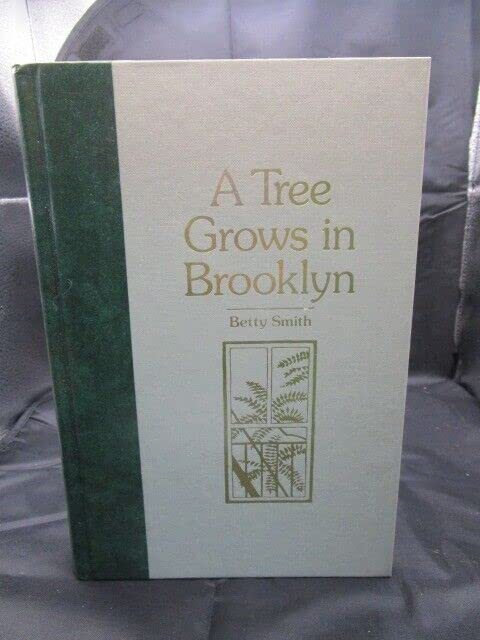 A Tree
Grows in
Brooklyn
Betty Smith